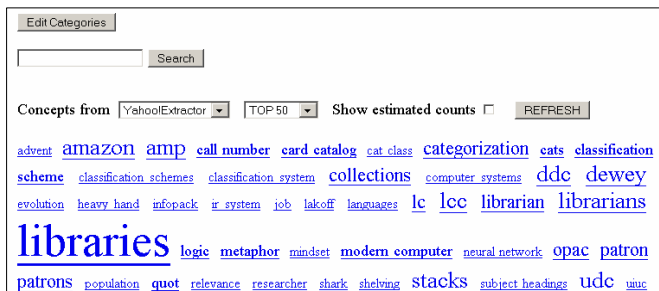 Edit Categories
Search
Concepts from Yahoo!Extractor TOP 50 Show estimated counts REFRESH
advent amazon amp call number card catalog cat class categorization cats classification
scheme classification schemes classification system collections computer systems ddc dewey
evolution heavy hand infopack ir system job lakoff languages lc lcc librarian librarians
libraries logic metaphor mindset modern computer neural network opac patron
patrons population quot relevance researcher shark shelving stacks subject headings udc uiuc